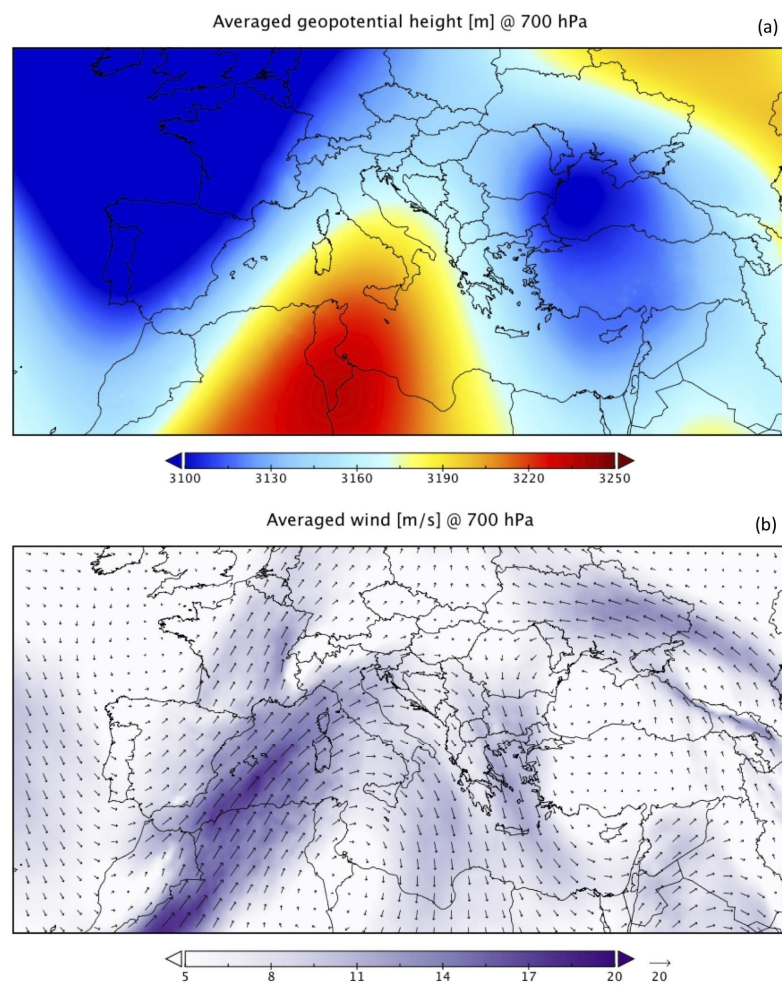 Averaged geopotential height [m] @ 700 hPa
(a)
3100 3130 3160 3190 3220 3250
Averaged wind [m/s] @ 700 hPa
(b)
5 8 11 14 17 20 20